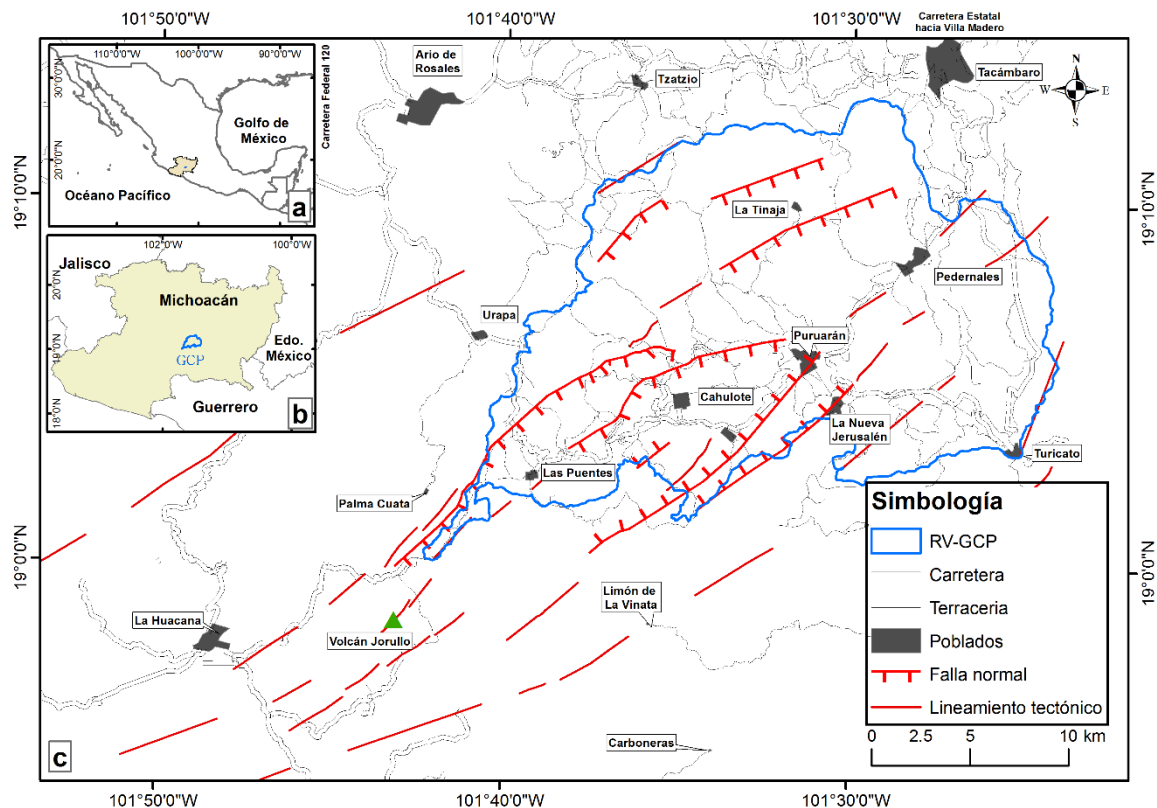 101°50'0"W
101°40'0"W
101°30'0"W
110°0'0"W
100°0'0"W
90°0'0"W
30°0'0"N
20°0'0"N
Golfo de
México
Océano Pacífico
a
102°0'W
100°0'W
20°0'N
19°0'N
18°0'N
Jalisco
Michoacán
Edo.
México
GCP
Guerrero
b
Carretera Federal 120
Carretera Estatal
hacia Villa Madero
Ario de
Rosales
Tzatzio
Tacámbaro
N
W
E
S
19°10'0"N
19°10'0"N
La Tinaja
Pedernales
Urapa
Puruarán
Cahulote
La Nueva
Jerusalén
Turicato
Las Puentes
Palma Cuata
19°0'0"N
19°0'0"N
La Huacana
Volcán Jorullo
Limón de
La Vinata
Carboneras
Simbología
RV-GCP
Carretera
Terraceria
Poblados
Falla normal
Lineamiento tectónico
0
2.5
5
10 km
c
101°50'0"W
101°40'0"W
101°30'0"W